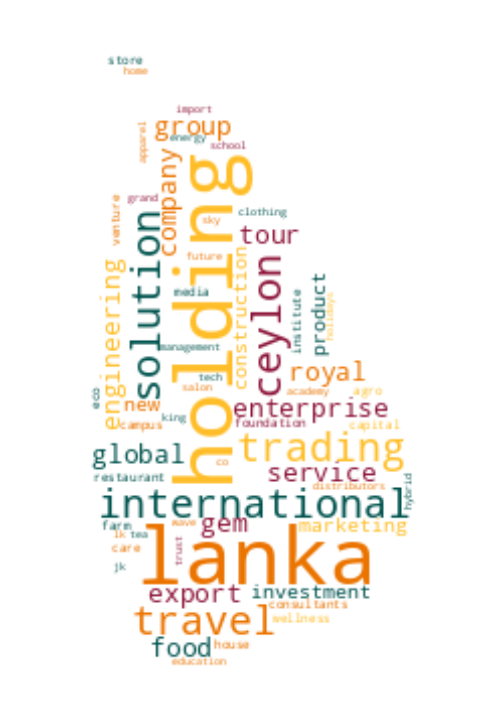 store
home
import
group
energy
apparel
school
company
holding
grand
venture
solution
sky
clothing
tour
future
construction
ceylon
engineering
media
institute
product
holidays
management
royal
tech
salon
academy
agro
eco
new
king
enterprise
campus
foundation
capital
global
trading
co
service
restaurant
distributors
hybrid
international
farm
wave
gem
marketing
lk
tea
lanka
care
trust
jk
export
investment
consultants
travel
wellness
food
house
education